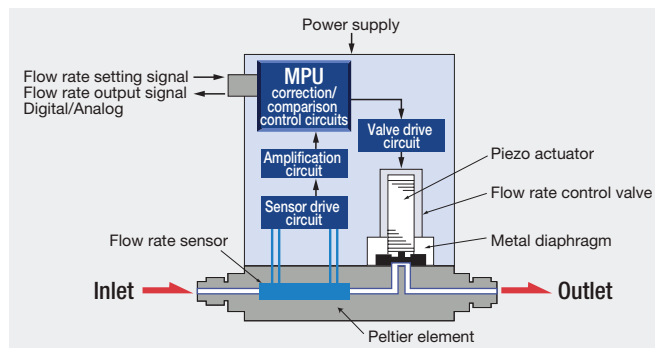 Power supply
Flow rate setting signal
Flow rate output signal
Digital/Analog
MPU
correction/
comparison
control circuits
Valve drive
circuit
Amplification
circuit
Sensor drive
circuit
Piezo actuator
Flow rate control valve
Metal diaphragm
Flow rate sensor
Inlet
Outlet
Peltier element